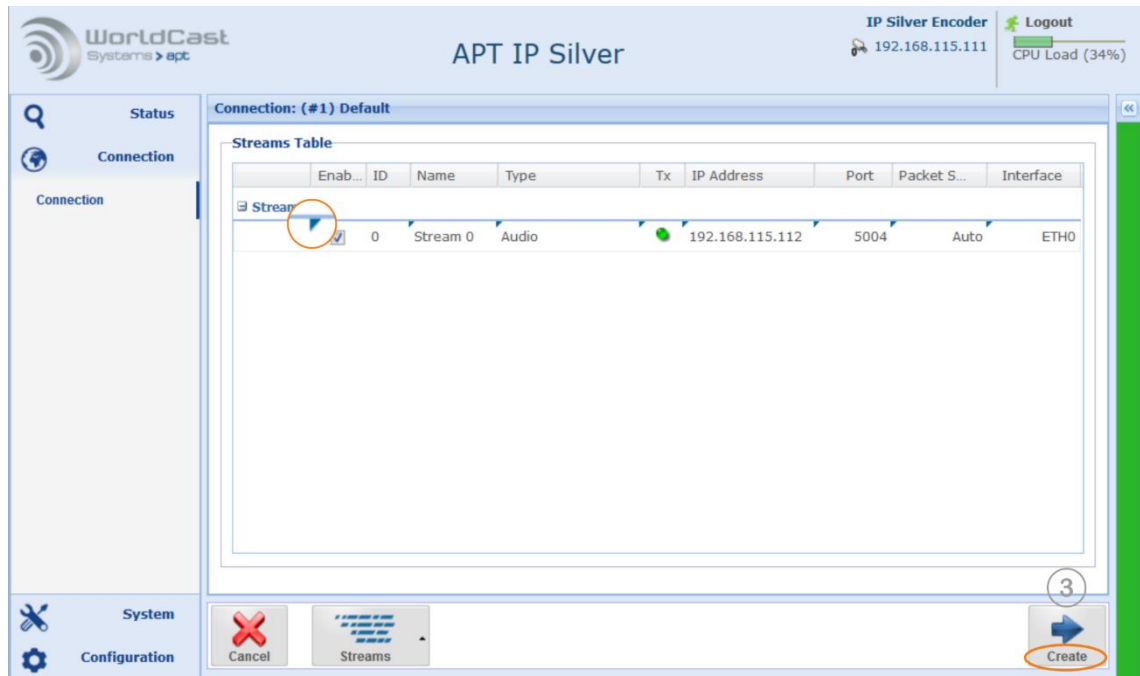 WorldCast
Systems > apt
APT IP Silver
IP Silver Encoder
192.168.115.111
Logout
CPU Load (34%)
Status
Connection
Connection
System
Configuration
Connection: (#1) Default
Streams Table
Enab... ID Name Type Tx IP Address Port Packet S... Interface
Stream
0 Stream 0 Audio 192.168.115.112 5004 Auto ETH0
3
Cancel
Streams
Create